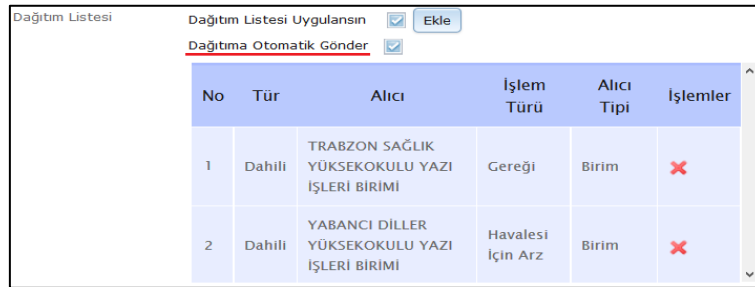 Dağıtım Listesi
Dağıtım Listesi Uygulansın Ekle
Dağıtıma Otomatik Gönder
No Tür Alıcı İşlem Türü Alıcı Tipi İşlemler
1 Dahili TRABZON SAĞLIK YÜKSEKOKULU YAZI İŞLERİ BİRİMİ Gereği Birim
2 Dahili YABANCI DİLLER YÜKSEKOKULU YAZI İŞLERİ BİRİMİ Havalesi İçin Arz Birim